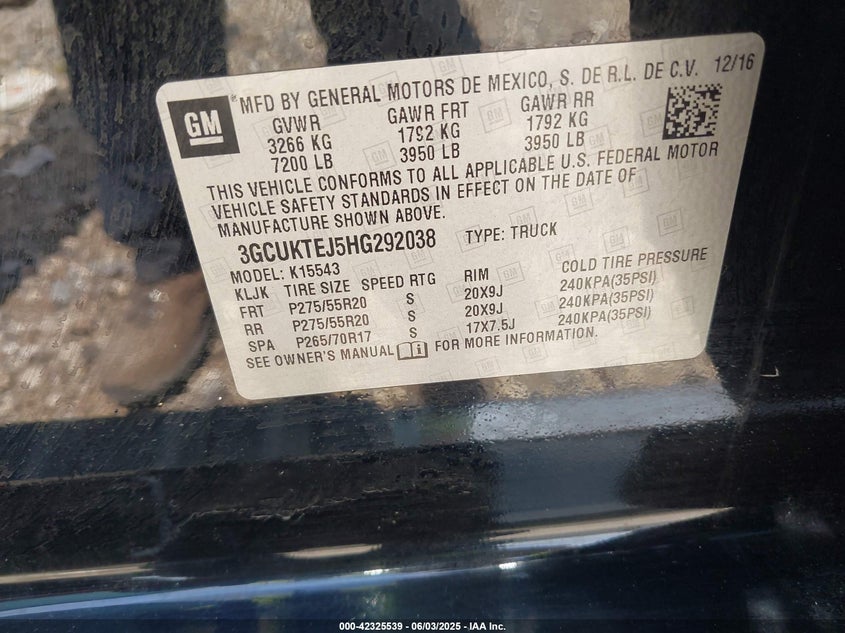 GM
® MFD BY GENERAL MOTORS DE MEXICO, S. DE R.L. DE C.V. 12/16
GVWR GAWR FRT GAWR RR
3266 KG 1792 KG 1792 KG
7200 LB 3950 LB 3950 LB
THIS VEHICLE CONFORMS TO ALL APPLICABLE U.S. FEDERAL MOTOR
VEHICLE SAFETY STANDARDS IN EFFECT ON THE DATE OF
MANUFACTURE SHOWN ABOVE.
3GCUKTEJ5HG292038 TYPE: TRUCK
MODEL: K15543
KLJK TIRE SIZE SPEED RTG RIM COLD TIRE PRESSURE
FRT P275/55R20 S 20X9J 240KPA(35PSI)
RR P275/55R20 S 20X9J 240KPA(35PSI)
SPA P265/70R17 S 17X7.5J 240KPA(35PSI)
SEE OWNER'S MANUAL FOR MORE INFORMATION.
000-42325539 - 06/03/2025 - IAA Inc.